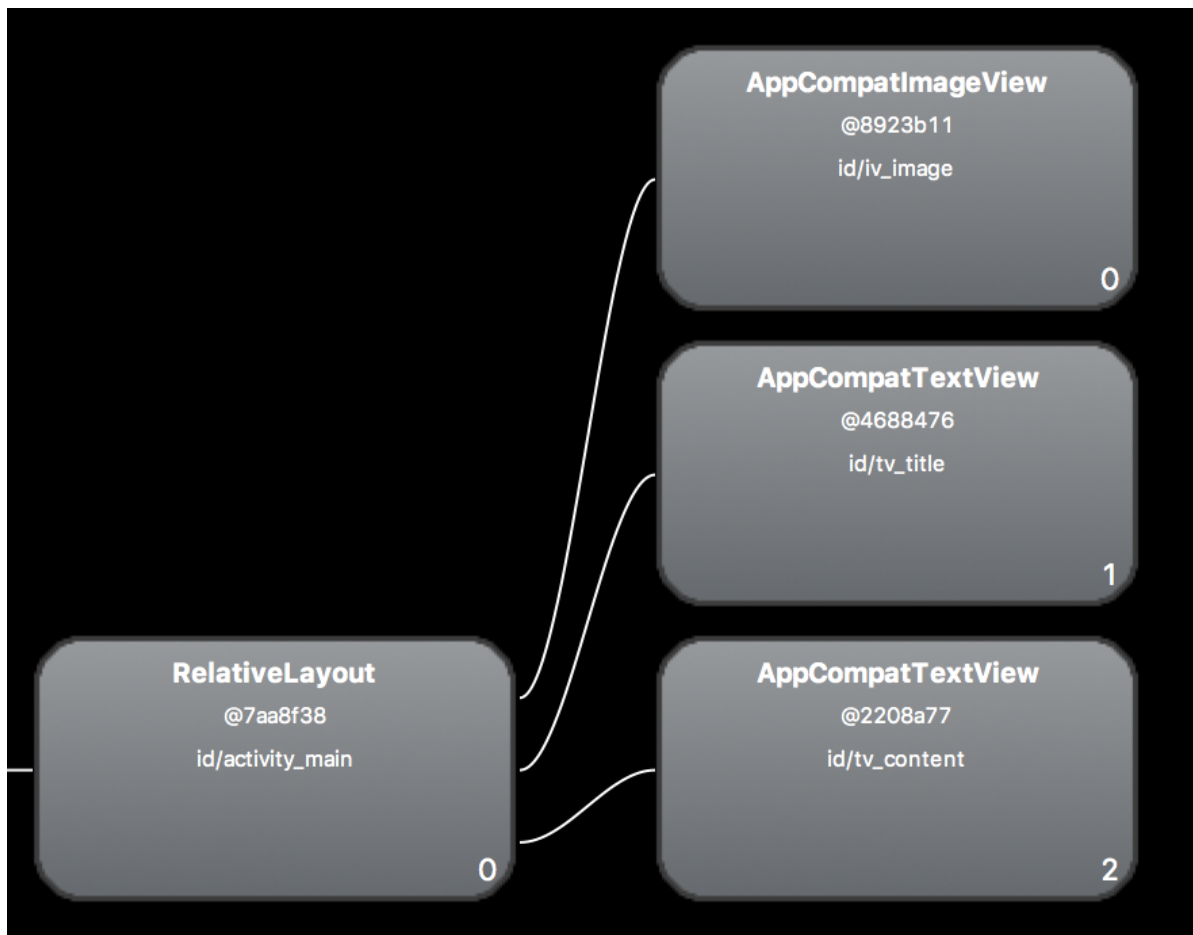 AppCompatImageView
@8923b11
id/iv_image
0
AppCompatTextView
@4688476
id/tv_title
1
RelativeLayout
@7aa8f38
id/activity_main
0
AppCompatTextView
@2208a77
id/tv_content
2